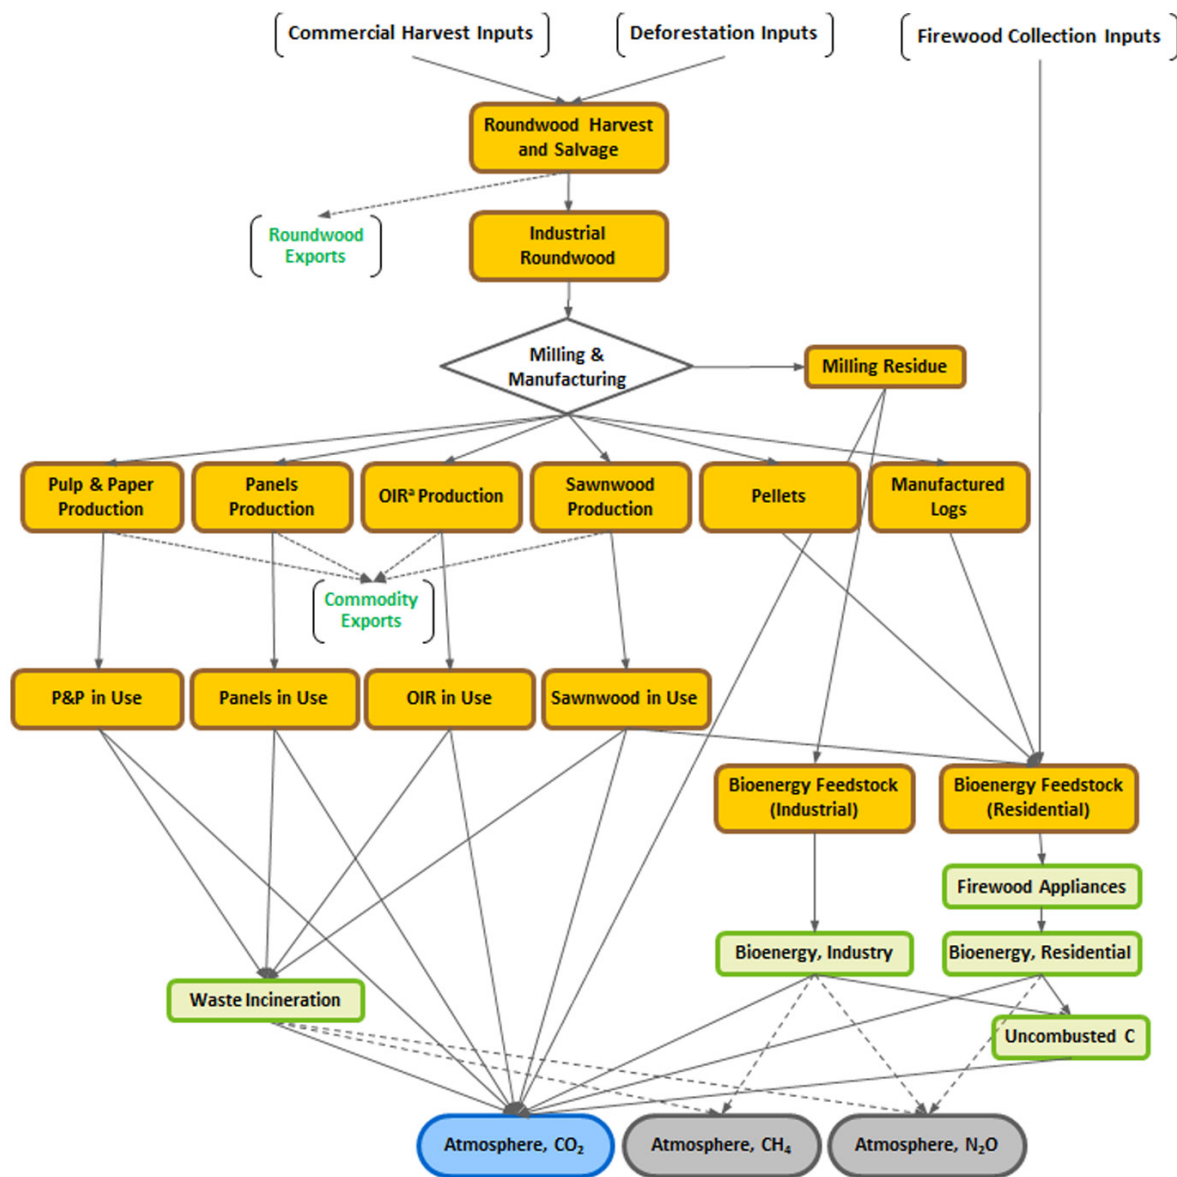 Commercial Harvest Inputs
Deforestation Inputs
Firewood Collection Inputs
Roundwood Harvest
and Salvage
Roundwood
Exports
Industrial
Roundwood
Milling &
Manufacturing
Milling Residue
Pulp & Paper
Production
Panels
Production
OIRᵃ Production
Sawnwood
Production
Pellets
Manufactured
Logs
Commodity
Exports
P&P in Use
Panels in Use
OIR in Use
Sawnwood in Use
Bioenergy Feedstock
(Industrial)
Bioenergy Feedstock
(Residential)
Firewood Appliances
Bioenergy, Industry
Bioenergy, Residential
Waste Incineration
Uncombusted C
Atmosphere, CO₂
Atmosphere, CH₄
Atmosphere, N₂O